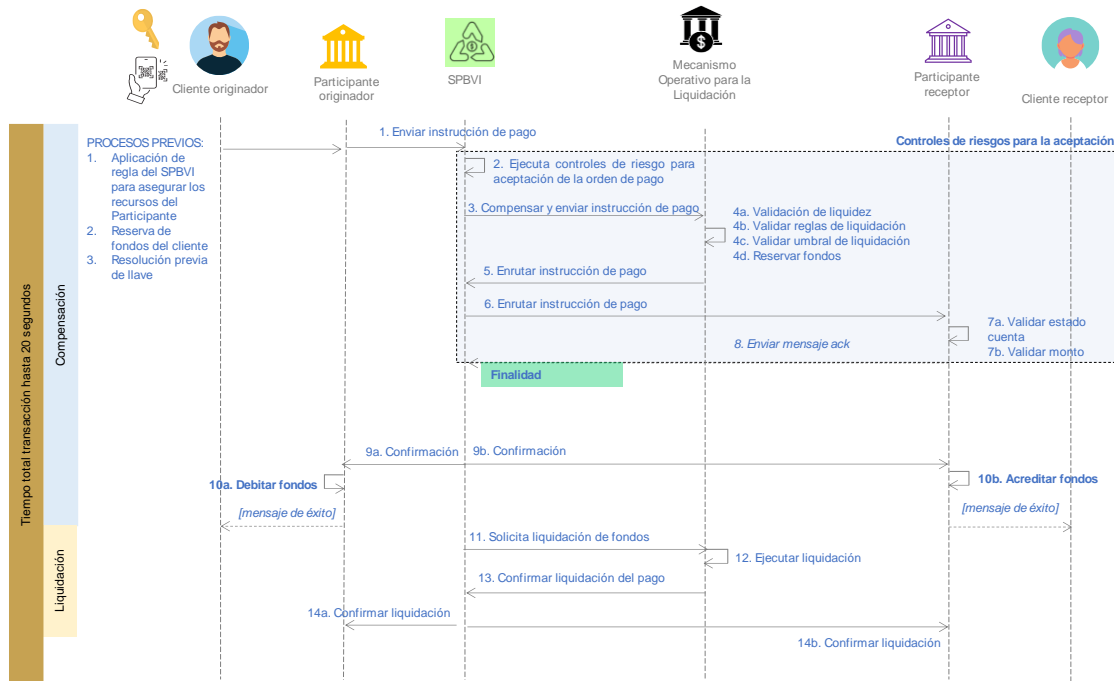 Cliente originador
Participante
originador
SPBVI
Mecanismo
Operativo para la
Liquidación
Participante
receptor
Cliente receptor
Tiempo total transacción hasta 20 segundos
Compensación
Liquidación
PROCESOS PREVIOS:
1. Aplicación de
regla del SPBVI
para asegurar los
recursos del
Participante
2. Reserva de
fondos del cliente
3. Resolución previa
de llave
1. Enviar instrucción de pago
Controles de riesgos para la aceptación
2. Ejecuta controles de riesgo para
aceptación de la orden de pago
3. Compensar y enviar instrucción de pago
4a. Validación de liquidez
4b. Validar reglas de liquidación
4c. Validar umbral de liquidación
4d. Reservar fondos
5. Enrutar instrucción de pago
6. Enrutar instrucción de pago
7a. Validar estado
cuenta
7b. Validar monto
8. Enviar mensaje ack
Finalidad
9a. Confirmación
9b. Confirmación
10a. Debitar fondos
10b. Acreditar fondos
[mensaje de éxito]
[mensaje de éxito]
11. Solicita liquidación de fondos
12. Ejecutar liquidación
13. Confirmar liquidación del pago
14a. Confirmar liquidación
14b. Confirmar liquidación